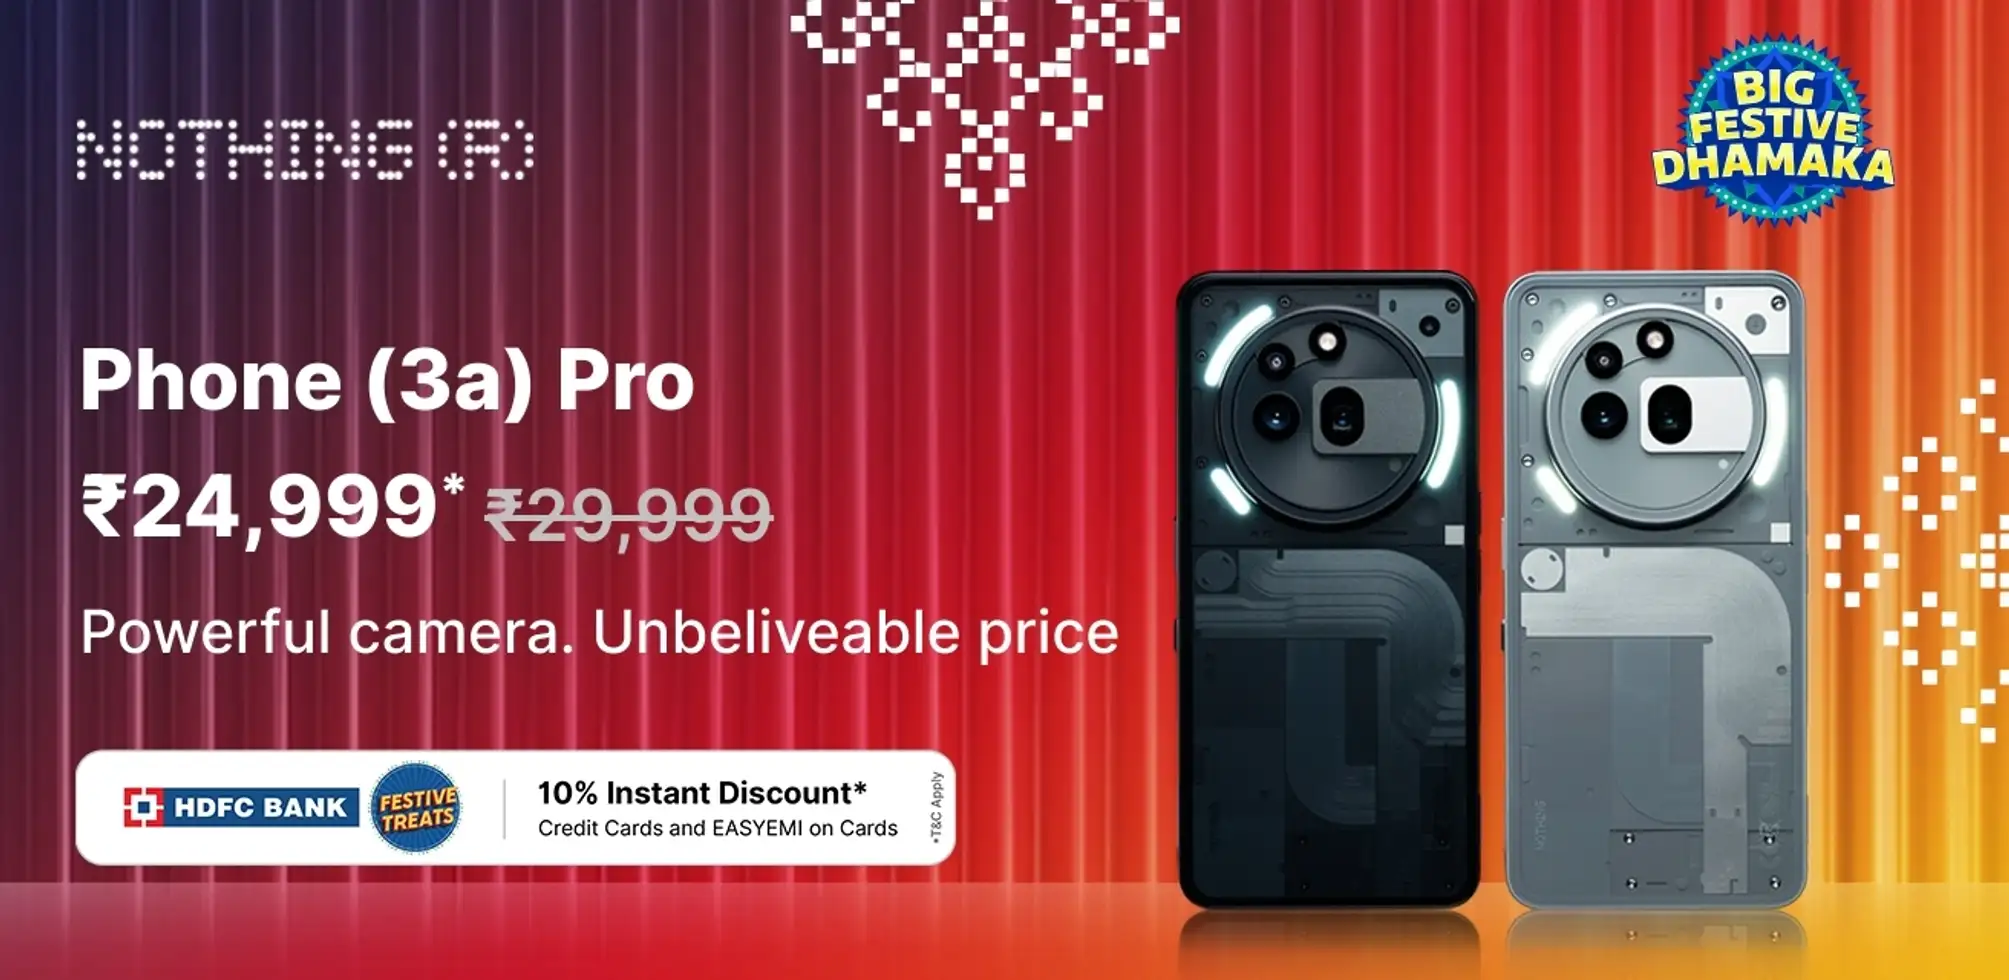 NOTHING (R)
BIG
FESTIVE
DHAMAKA
Phone (3a) Pro
₹24,999* ₹29,999
Powerful camera. Unbeliveable price
HDFC BANK
FESTIVE
TREATS
10% Instant Discount*
Credit Cards and EASYEMI on Cards
*T&C Apply
NOTHING